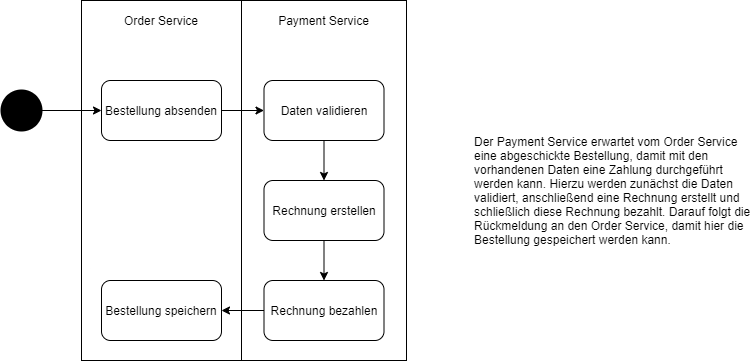 Order Service
Payment Service
Bestellung absenden
Daten validieren
Rechnung erstellen
Bestellung speichern
Rechnung bezahlen
Der Payment Service erwartet vom Order Service
eine abgeschickte Bestellung, damit mit den
vorhandenen Daten eine Zahlung durchgeführt
werden kann. Hierzu werden zunächst die Daten
validiert, anschließend eine Rechnung erstellt und
schließlich diese Rechnung bezahlt. Darauf folgt die
Rückmeldung an den Order Service, damit hier die
Bestellung gespeichert werden kann.